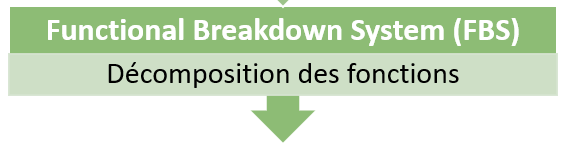 Functional Breakdown System (FBS)
Décomposition des fonctions